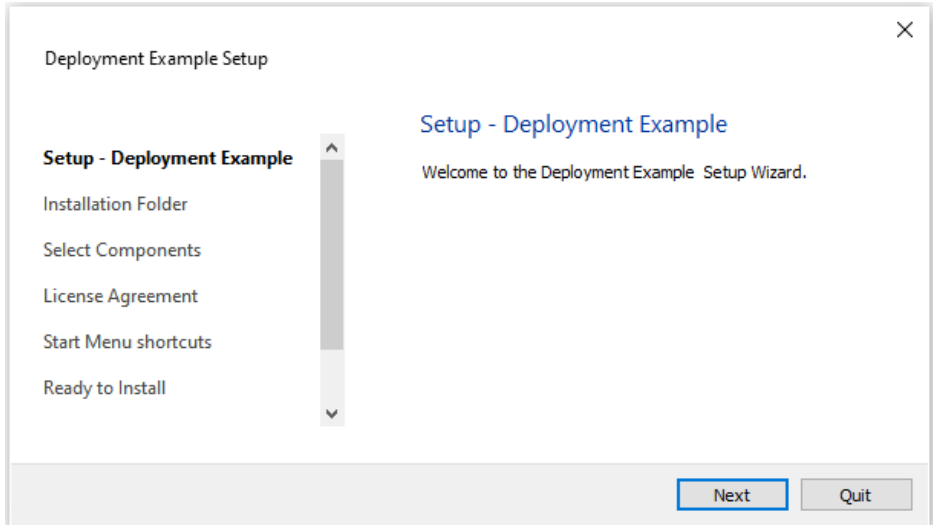 Deployment Example Setup
Setup - Deployment Example
Installation Folder
Select Components
License Agreement
Start Menu shortcuts
Ready to Install
Setup - Deployment Example
Welcome to the Deployment Example  Setup Wizard.
Next
Quit